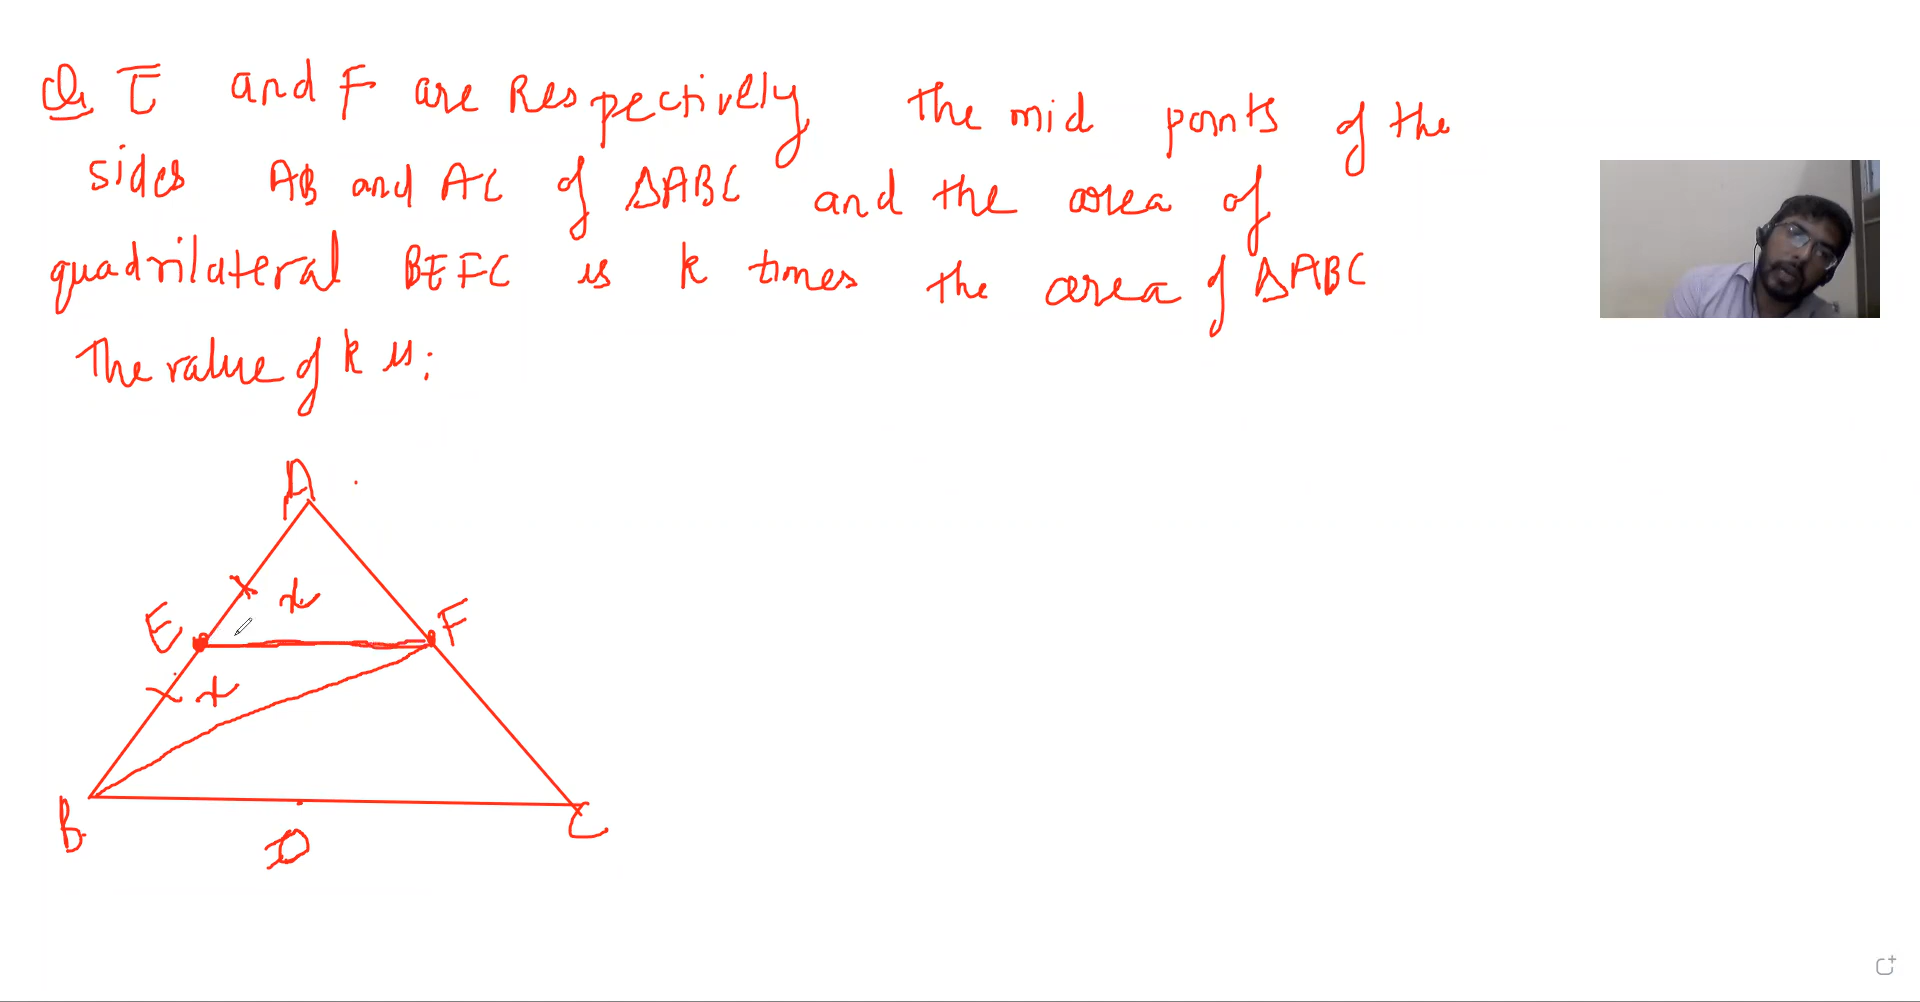 Q. E and F are Respectively the mid points of the
sides AB and AC of ΔABC and the area of
quadrilateral BEFC is k times the area of ΔABC
The value of k is:
A
x
E
F
x
B
D
C